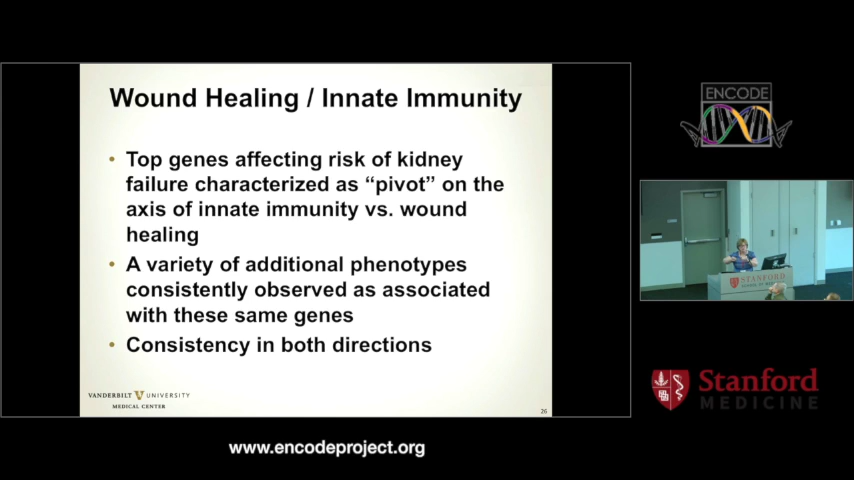 Wound Healing / Innate Immunity
• Top genes affecting risk of kidney
failure characterized as “pivot” on the
axis of innate immunity vs. wound
healing
• A variety of additional phenotypes
consistently observed as associated
with these same genes
• Consistency in both directions
VANDERBILT V UNIVERSITY
MEDICAL CENTER
26
ENCODE
STANFORD
Stanford
MEDICINE
www.encodeproject.org